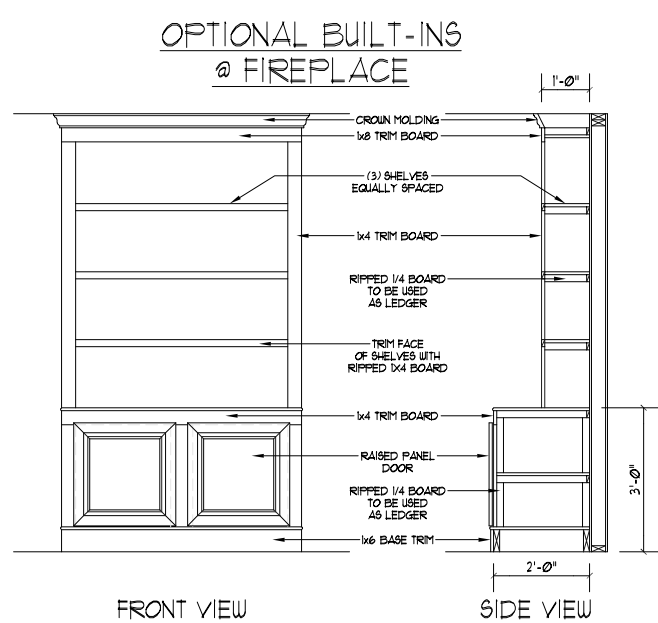 OPTIONAL BUILT-INS
@ FIREPLACE
1'-0"
CROWN MOLDING
1x8 TRIM BOARD
(3) SHELVES
EQUALLY SPACED
1x4 TRIM BOARD
RIPPED 1/4 BOARD
TO BE USED
AS LEDGER
TRIM FACE
OF SHELVES WITH
RIPPED 1X4 BOARD
1x4 TRIM BOARD
RAISED PANEL
DOOR
RIPPED 1/4 BOARD
TO BE USED
AS LEDGER
3'-0"
1x6 BASE TRIM
2'-0"
FRONT VIEW
SIDE VIEW